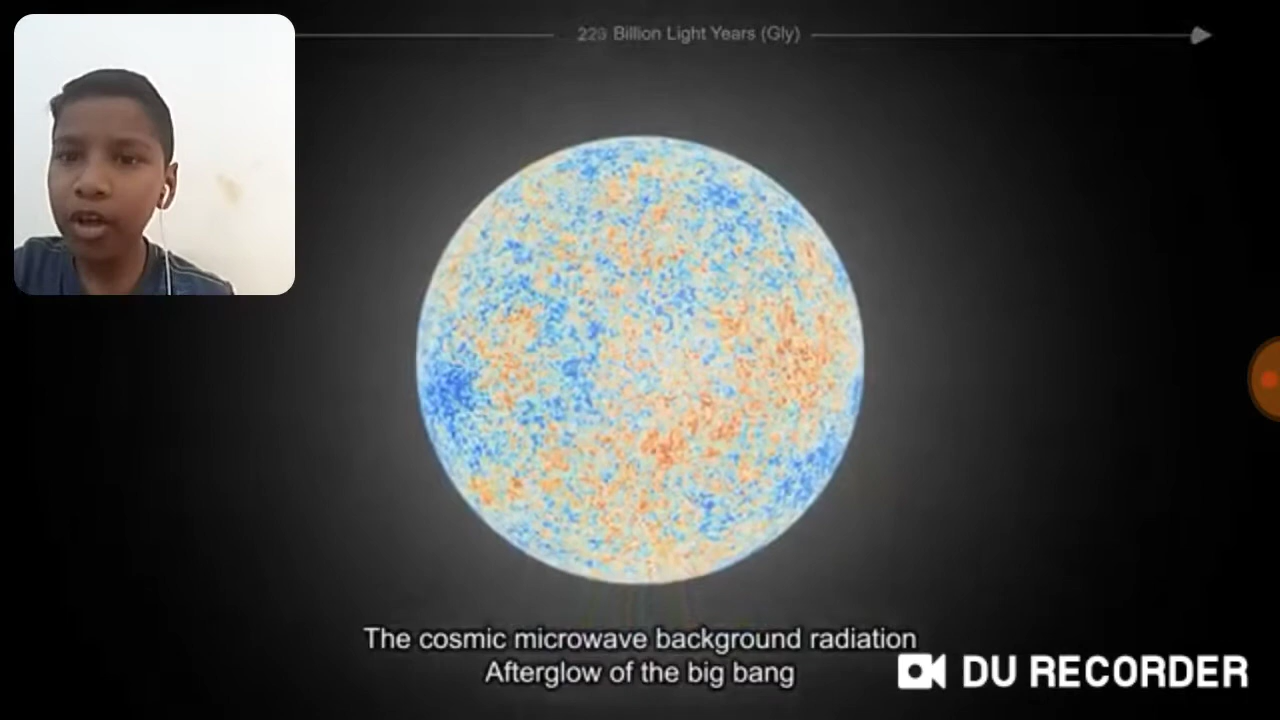 Billion Light Years (Gly)
The cosmic microwave background radiation
Afterglow of the big bang
DU RECORDER